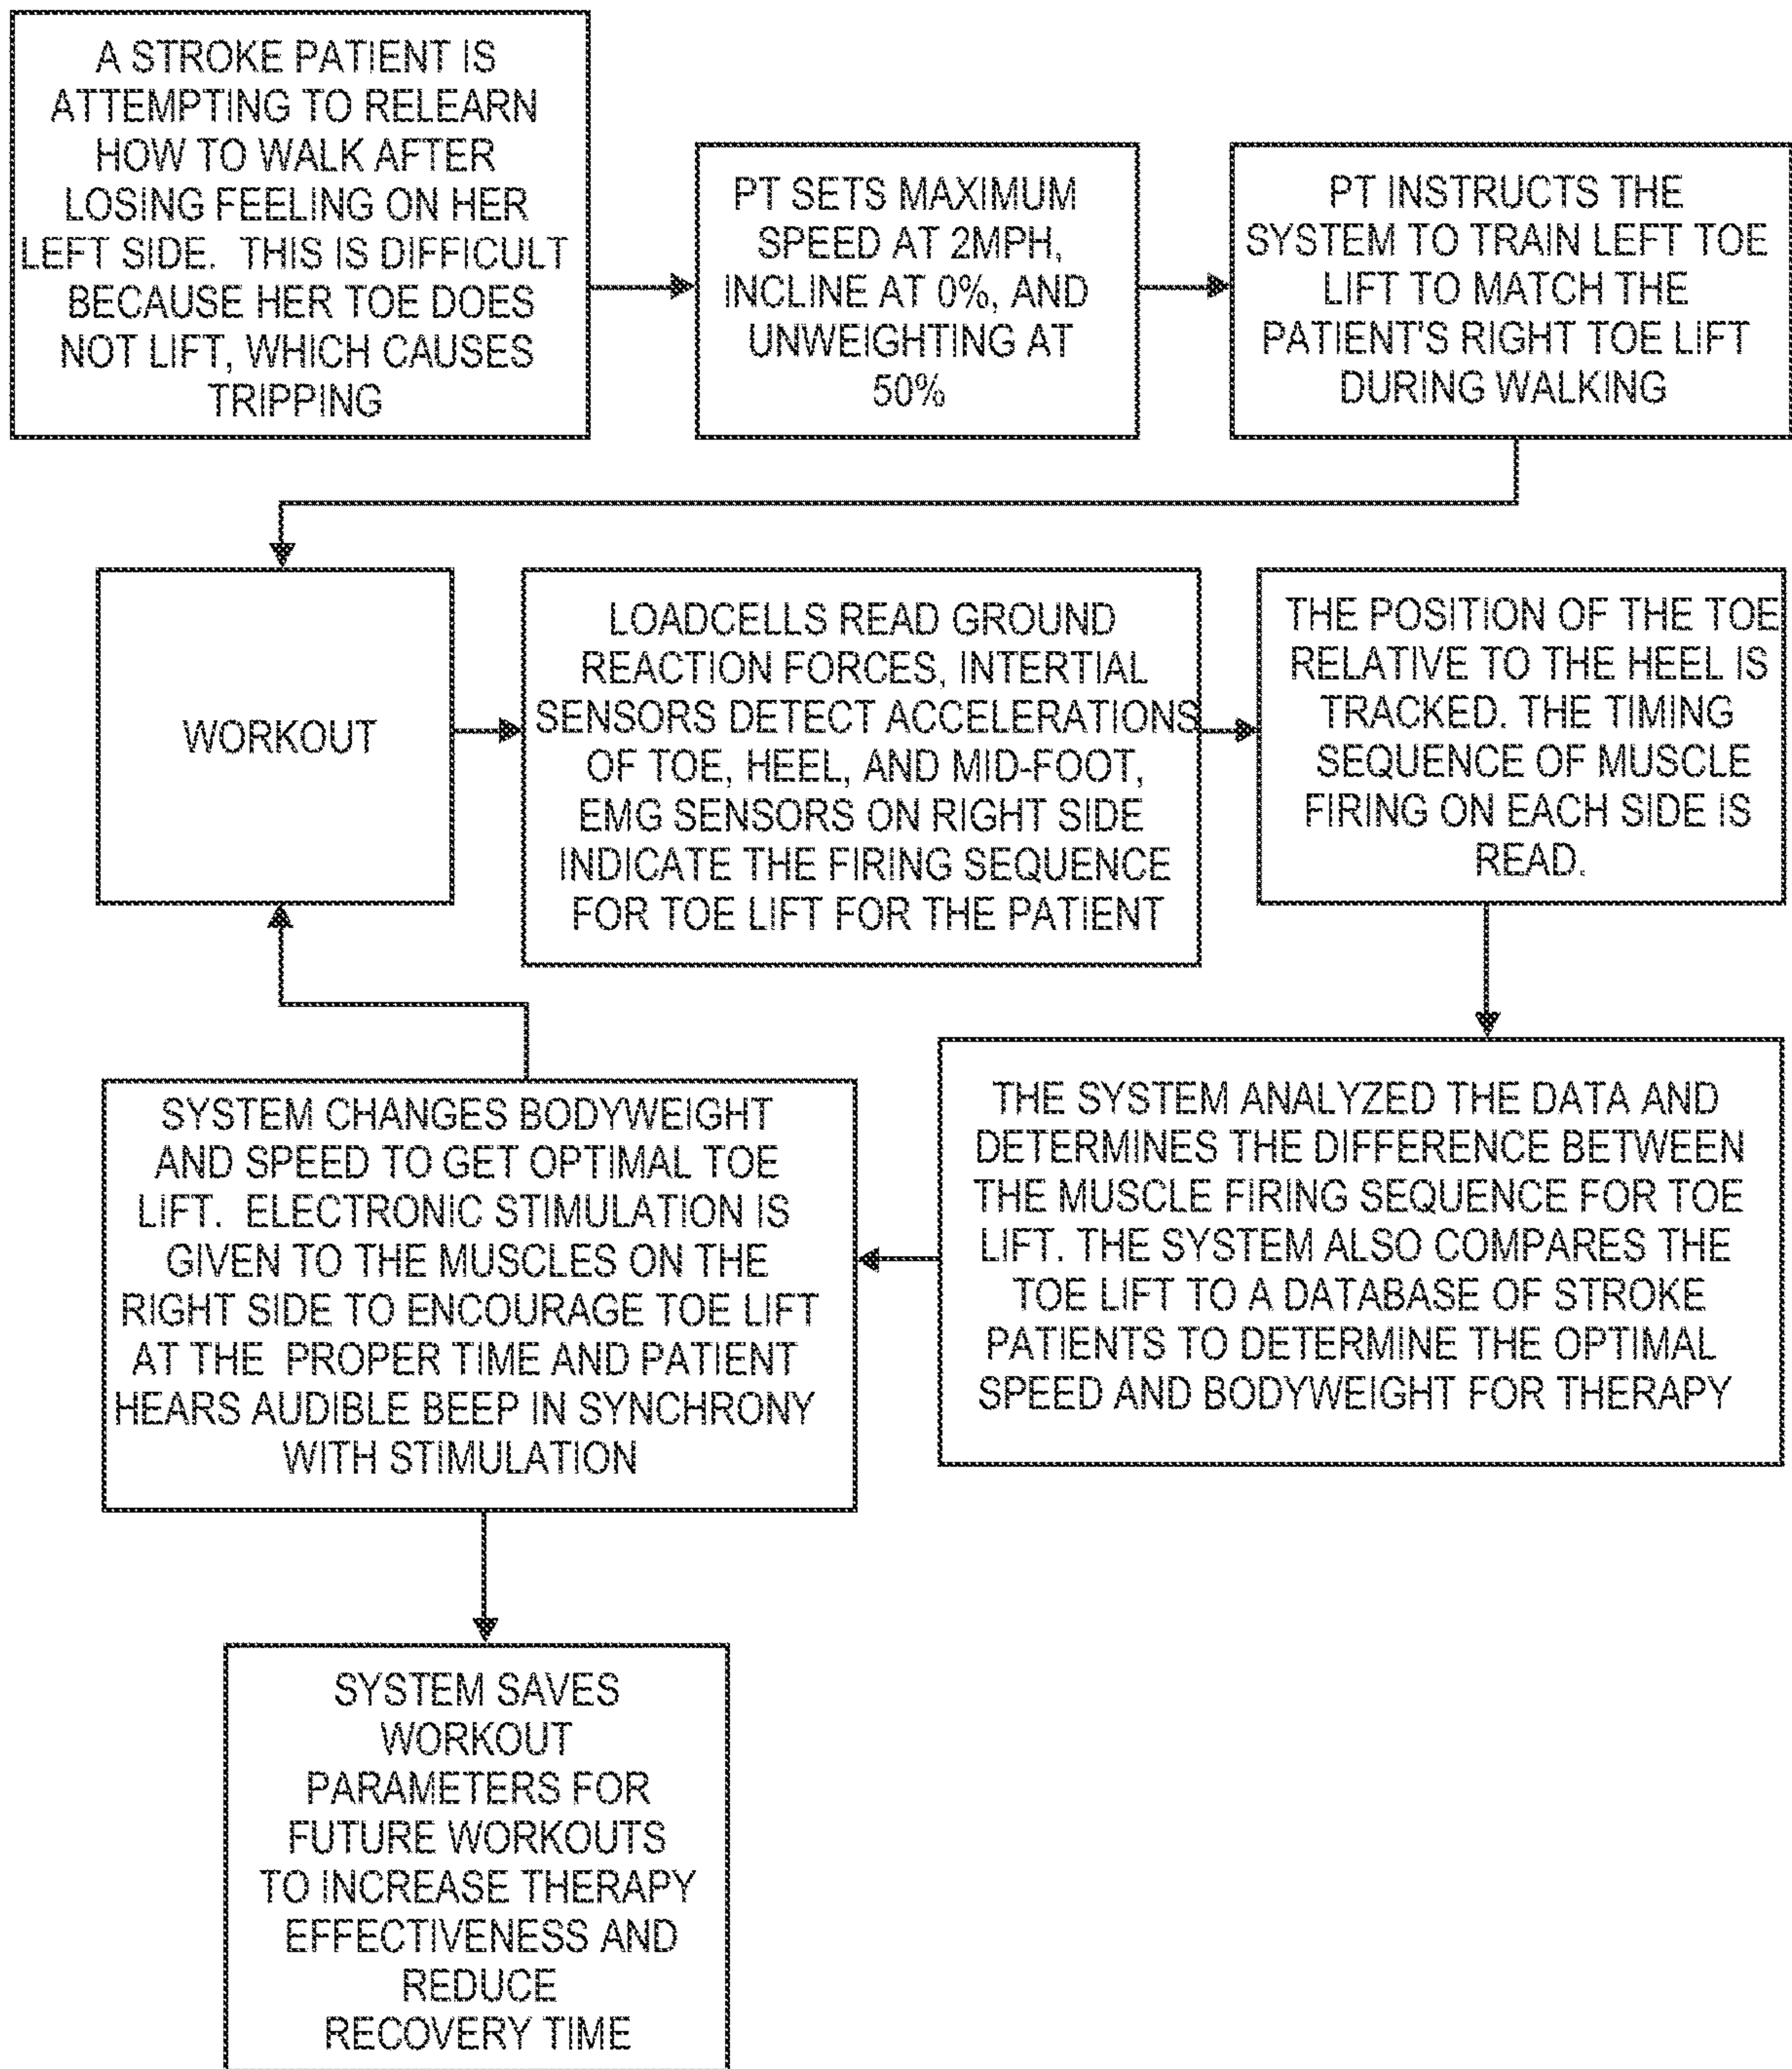 A STROKE PATIENT IS
ATTEMPTING TO RELEARN
HOW TO WALK AFTER
LOSING FEELING ON HER
LEFT SIDE. THIS IS DIFFICULT
BECAUSE HER TOE DOES
NOT LIFT, WHICH CAUSES
TRIPPING
PT SETS MAXIMUM
SPEED AT 2MPH,
INCLINE AT 0%, AND
UNWEIGHTING AT
50%
PT INSTRUCTS THE
SYSTEM TO TRAIN LEFT TOE
LIFT TO MATCH THE
PATIENT'S RIGHT TOE LIFT
DURING WALKING
WORKOUT
LOADCELLS READ GROUND
REACTION FORCES, INTERTIAL
SENSORS DETECT ACCELERATIONS
OF TOE, HEEL, AND MID-FOOT,
EMG SENSORS ON RIGHT SIDE
INDICATE THE FIRING SEQUENCE
FOR TOE LIFT FOR THE PATIENT
THE POSITION OF THE TOE
RELATIVE TO THE HEEL IS
TRACKED. THE TIMING
SEQUENCE OF MUSCLE
FIRING ON EACH SIDE IS
READ.
THE SYSTEM ANALYZED THE DATA AND
DETERMINES THE DIFFERENCE BETWEEN
THE MUSCLE FIRING SEQUENCE FOR TOE
LIFT. THE SYSTEM ALSO COMPARES THE
TOE LIFT TO A DATABASE OF STROKE
PATIENTS TO DETERMINE THE OPTIMAL
SPEED AND BODYWEIGHT FOR THERAPY
SYSTEM CHANGES BODYWEIGHT
AND SPEED TO GET OPTIMAL TOE
LIFT. ELECTRONIC STIMULATION IS
GIVEN TO THE MUSCLES ON THE
RIGHT SIDE TO ENCOURAGE TOE LIFT
AT THE PROPER TIME AND PATIENT
HEARS AUDIBLE BEEP IN SYNCHRONY
WITH STIMULATION
SYSTEM SAVES
WORKOUT
PARAMETERS FOR
FUTURE WORKOUTS
TO INCREASE THERAPY
EFFECTIVENESS AND
REDUCE
RECOVERY TIME